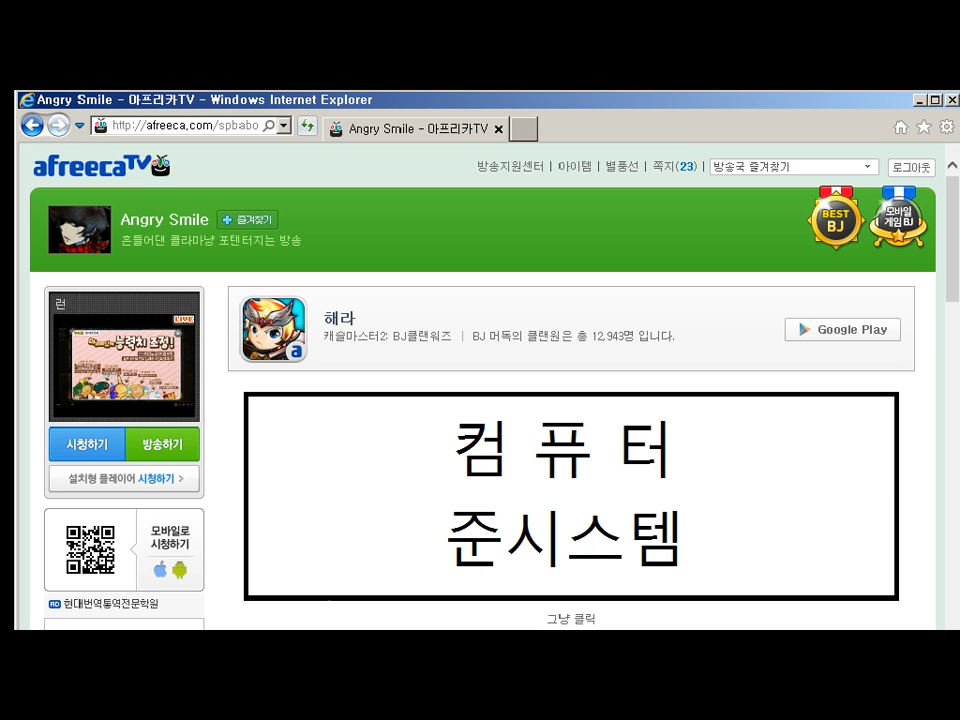 Angry Smile - 아프리카TV - Windows Internet Explorer
http://afreeca.com/spbabo
Angry Smile - 아프리카TV
afreecaTV
방송지원센터 | 아이템 | 별풍선 | 쪽지(23) | 방송국 즐겨찾기 로그아웃
Angry Smile 즐겨찾기
흔들어댄 콜라마냥 포텐터지는 방송
BEST BJ
모바일 게임 BJ
런
LIVE
능력치 조정!
시청하기 방송하기
설치형 플레이어 시청하기 >
모바일로
시청하기
AD 현대번역통역전문학원
해라
캐슬마스터2: BJ클랜워즈 | BJ 머독의 클랜원은 총 12,943명 입니다.
a
Google Play
컴 퓨 터
준시스템
그냥 클릭